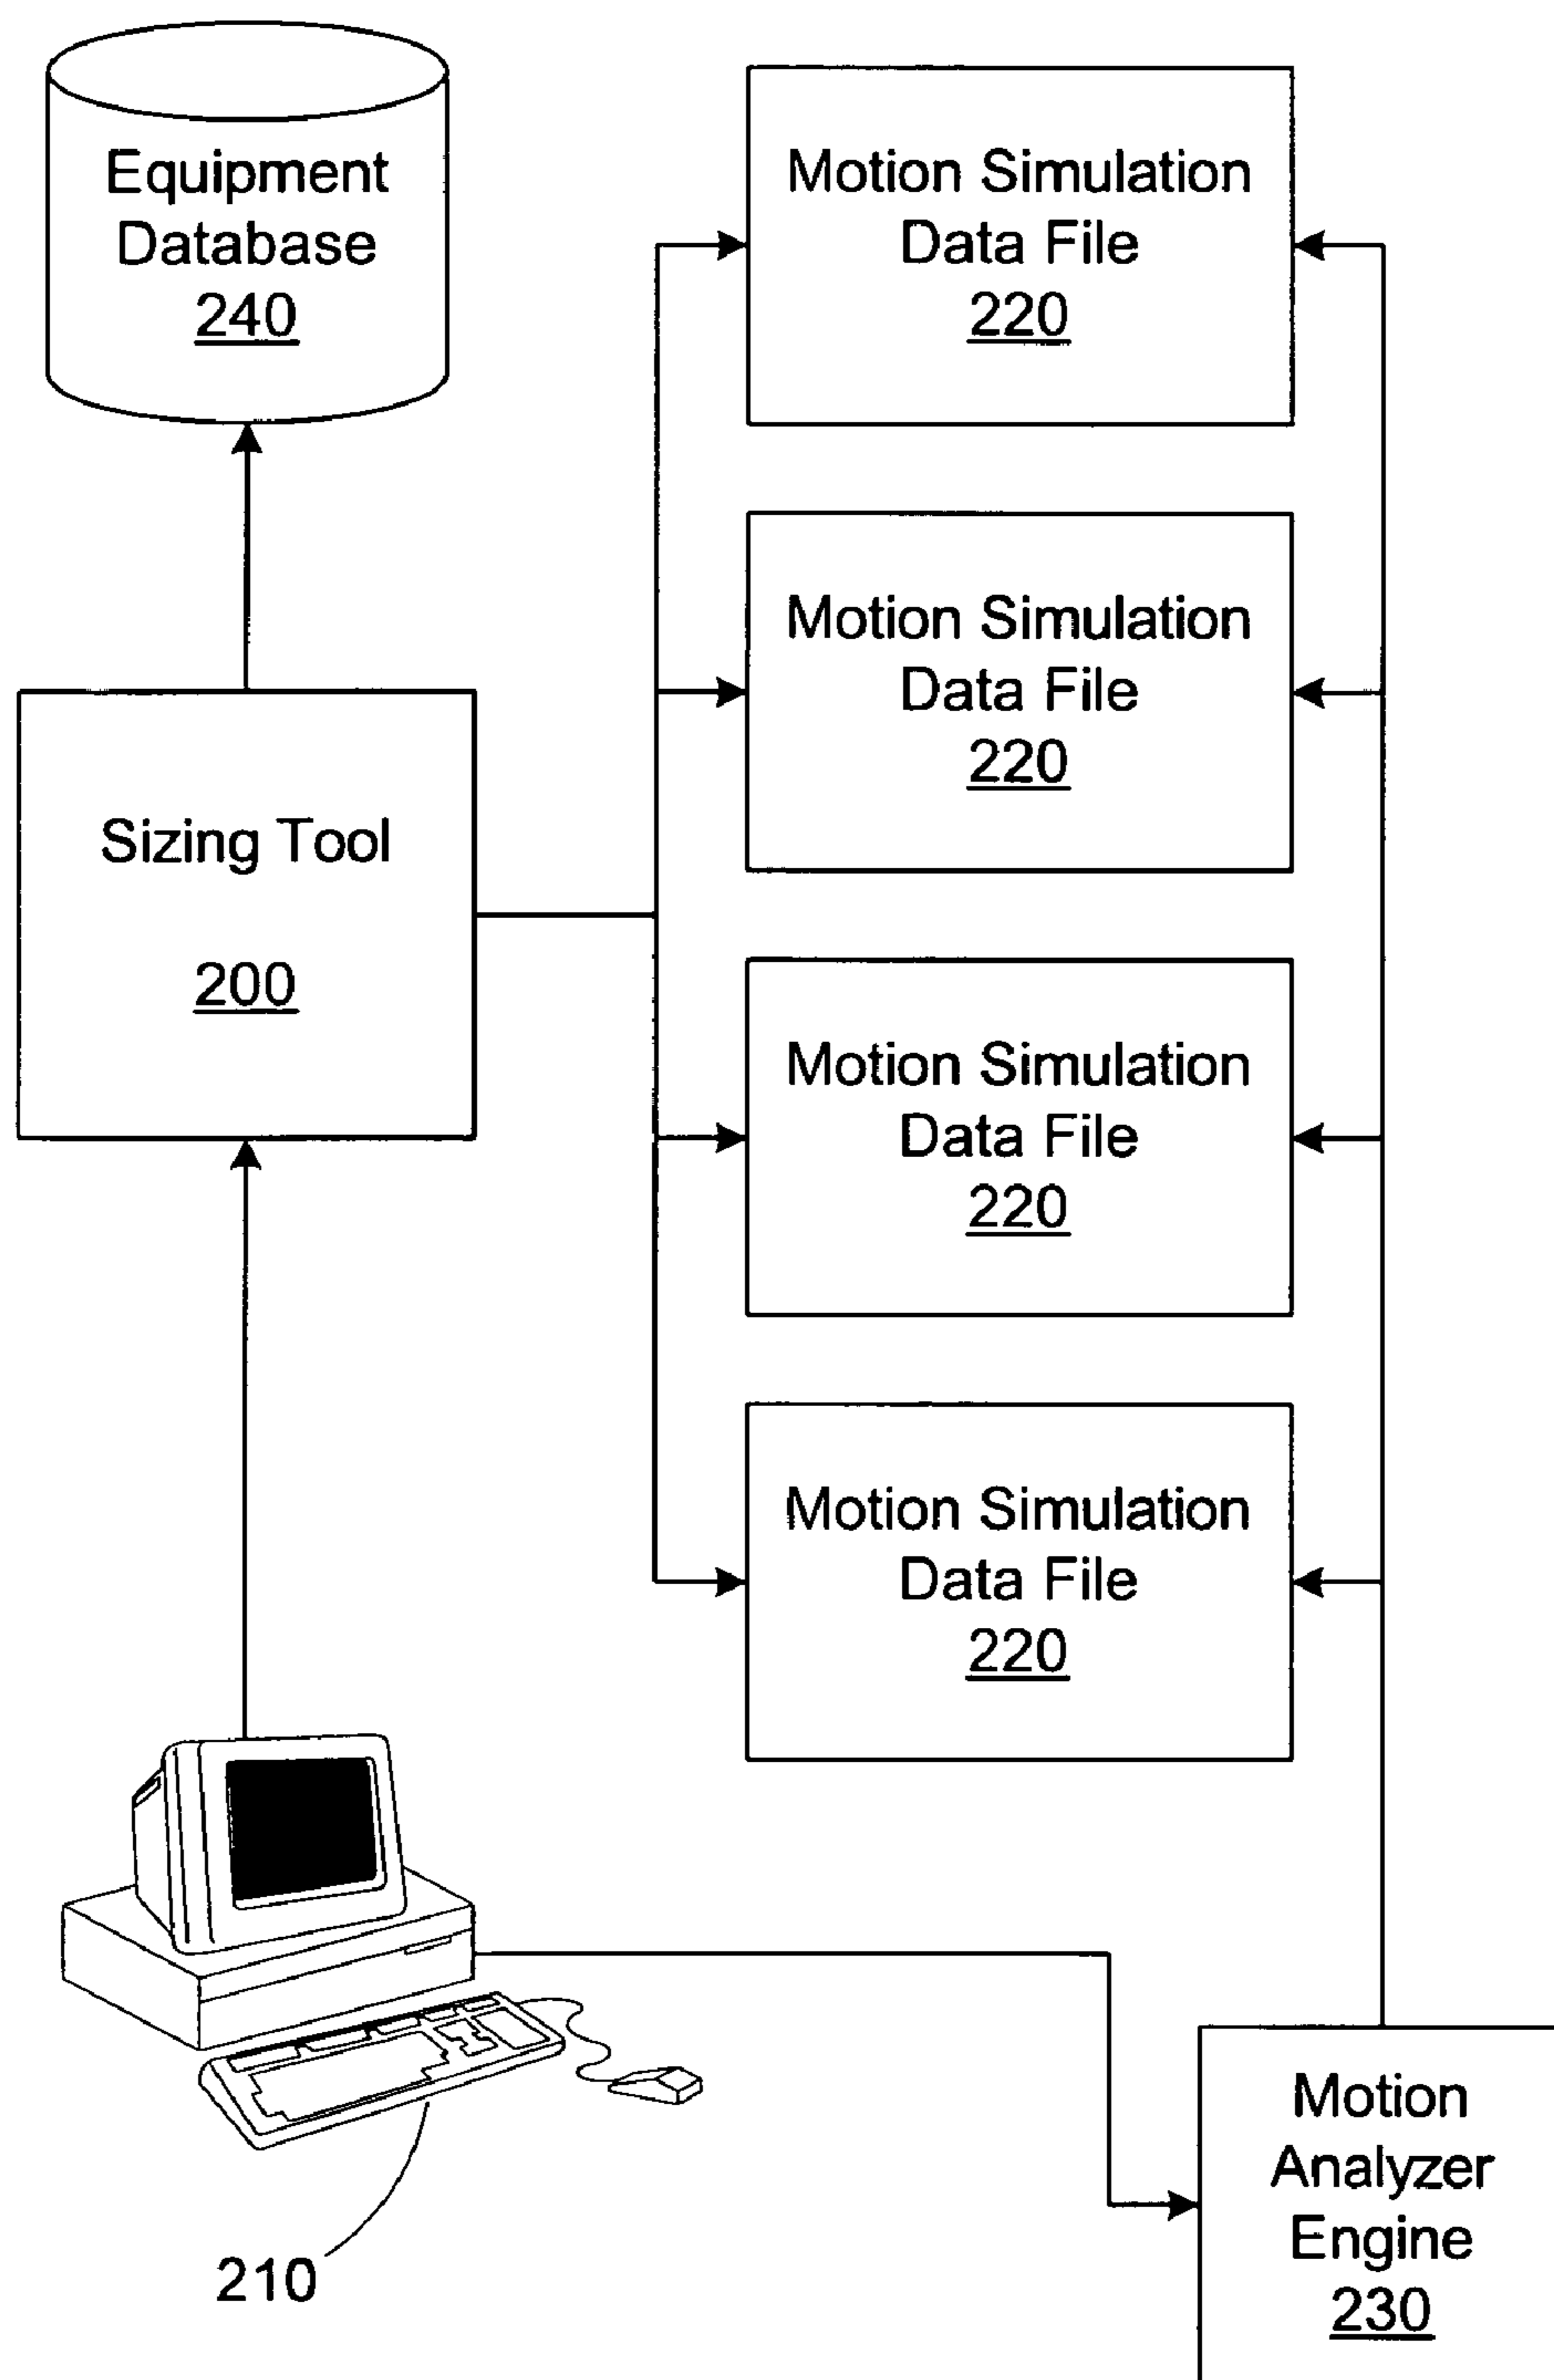 Equipment
Database
240
Motion Simulation
Data File
220
Motion Simulation
Data File
220
Sizing Tool
200
Motion Simulation
Data File
220
Motion Simulation
Data File
220
210
Motion
Analyzer
Engine
230